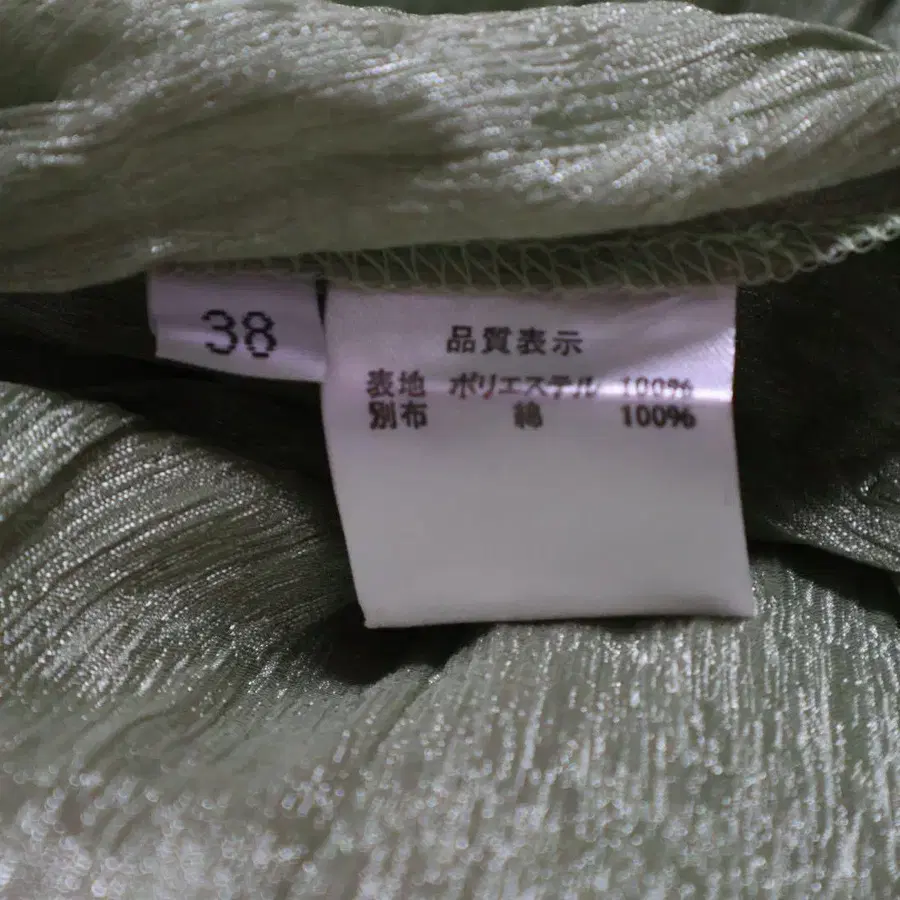 38
品質表示
表地 ポリエステル 100%
別布 綿 100%